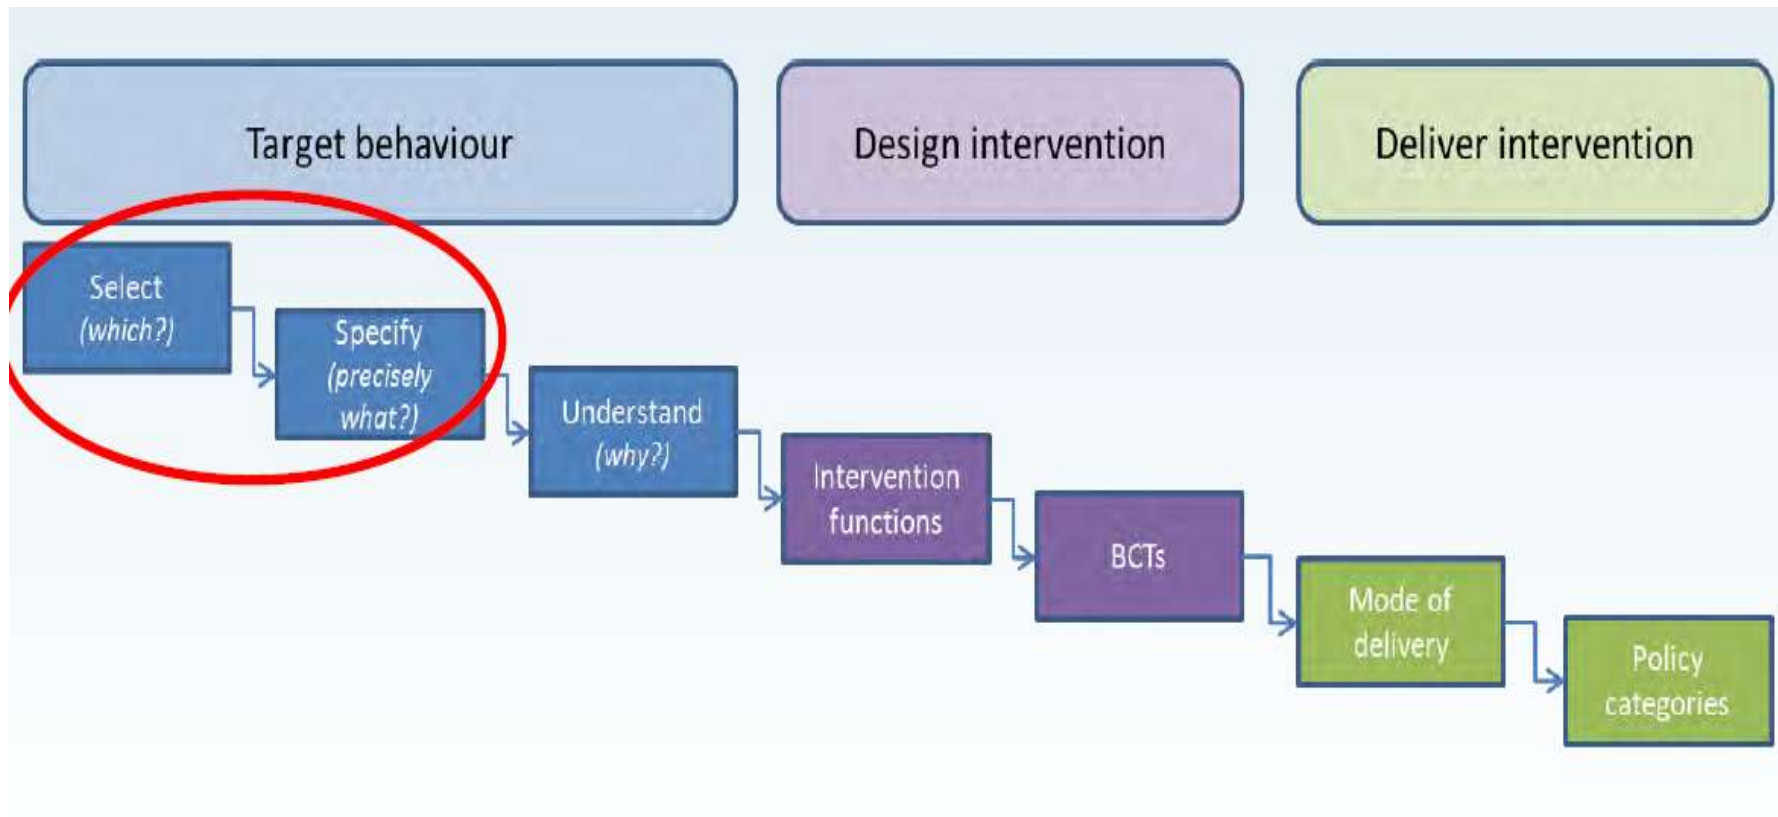 Target behaviour
Design intervention
Deliver intervention
Select
(which?)
Specify
(precisely
what?)
Understand
(why?)
Intervention
functions
BCTs
Mode of
delivery
Policy
categories